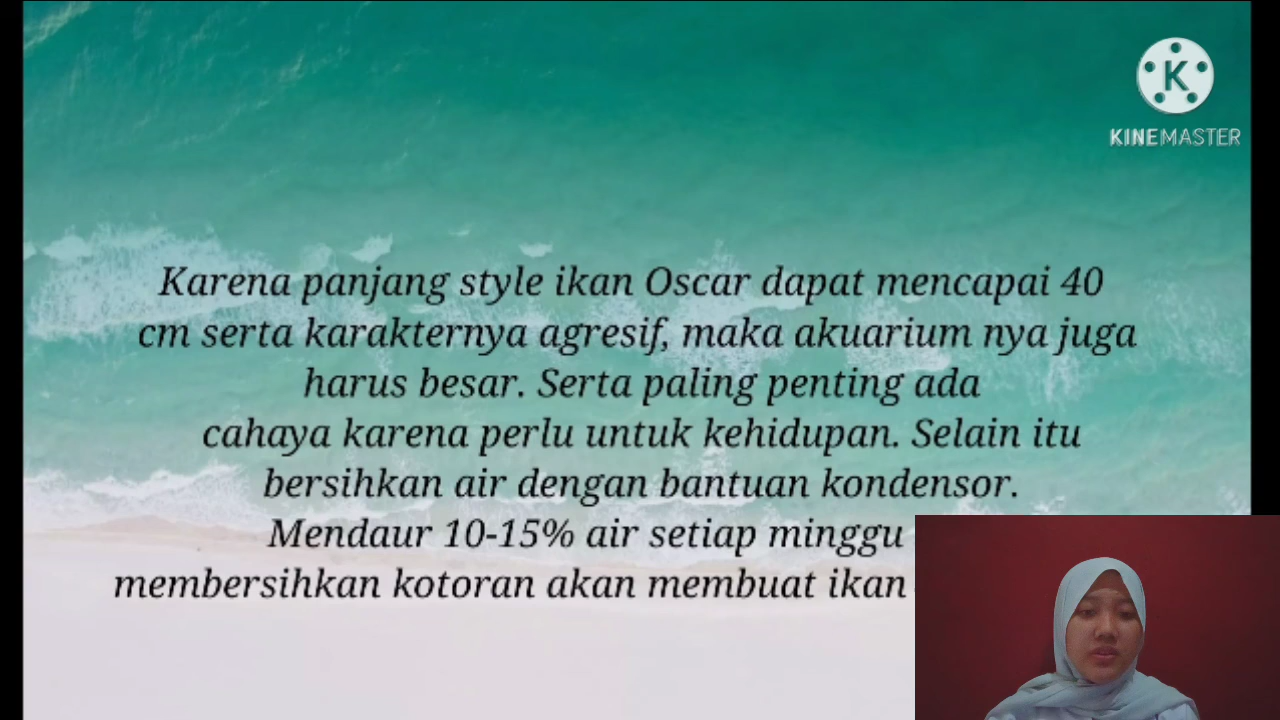 K
KINEMASTER
Karena panjang style ikan Oscar dapat mencapai 40
cm serta karakternya agresif, maka akuarium nya juga
harus besar. Serta paling penting ada
cahaya karena perlu untuk kehidupan. Selain itu
bersihkan air dengan bantuan kondensor.
Mendaur 10-15% air setiap minggu
membersihkan kotoran akan membuat ikan